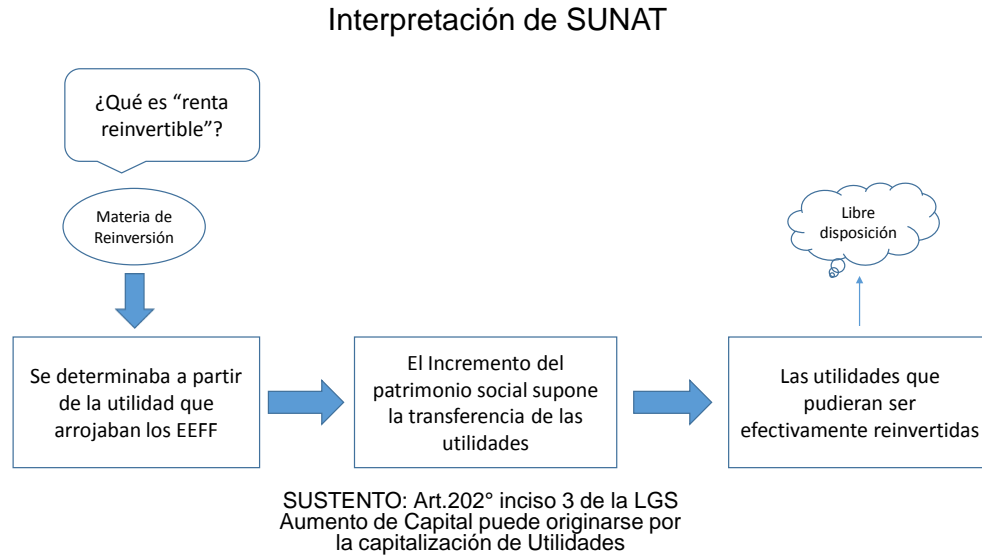 Interpretación de SUNAT
¿Qué es “renta
reinvertible”?
Materia de
Reinversión
Libre
disposición
Se determinaba a partir
de la utilidad que
arrojaban los EEFF
El Incremento del
patrimonio social supone
la transferencia de las
utilidades
Las utilidades que
pudieran ser
efectivamente reinvertidas
SUSTENTO: Art.202° inciso 3 de la LGS
Aumento de Capital puede originarse por
la capitalización de Utilidades